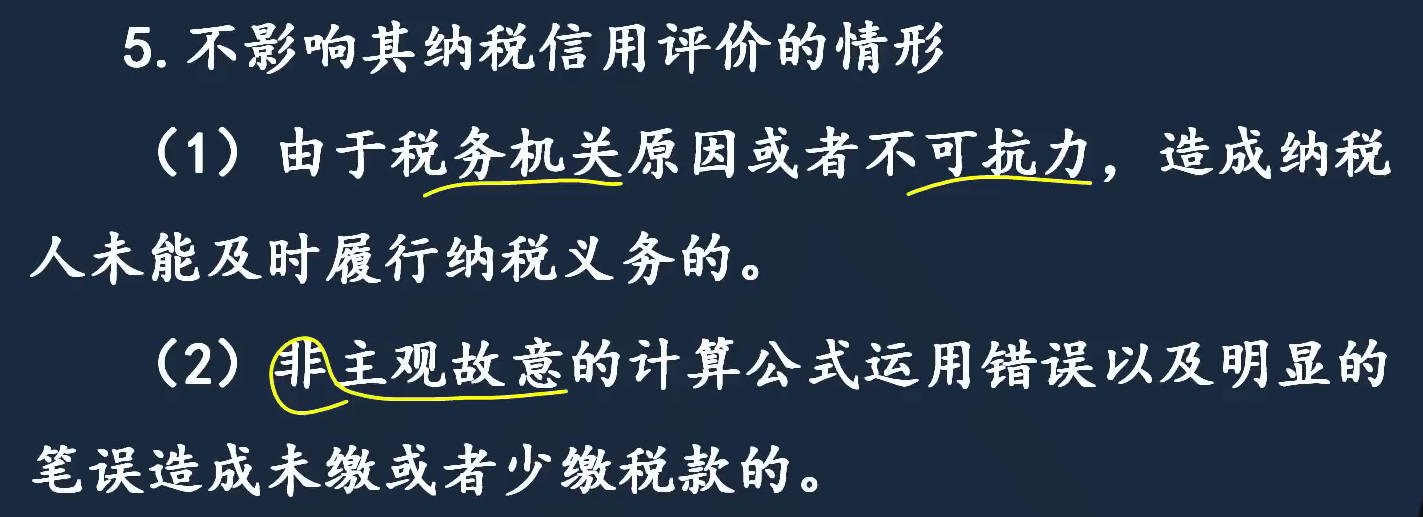 5. 不影响其纳税信用评价的情形
（1）由于税务机关原因或者不可抗力，造成纳税
人未能及时履行纳税义务的。
（2）非主观故意的计算公式运用错误以及明显的
笔误造成未缴或者少缴税款的。